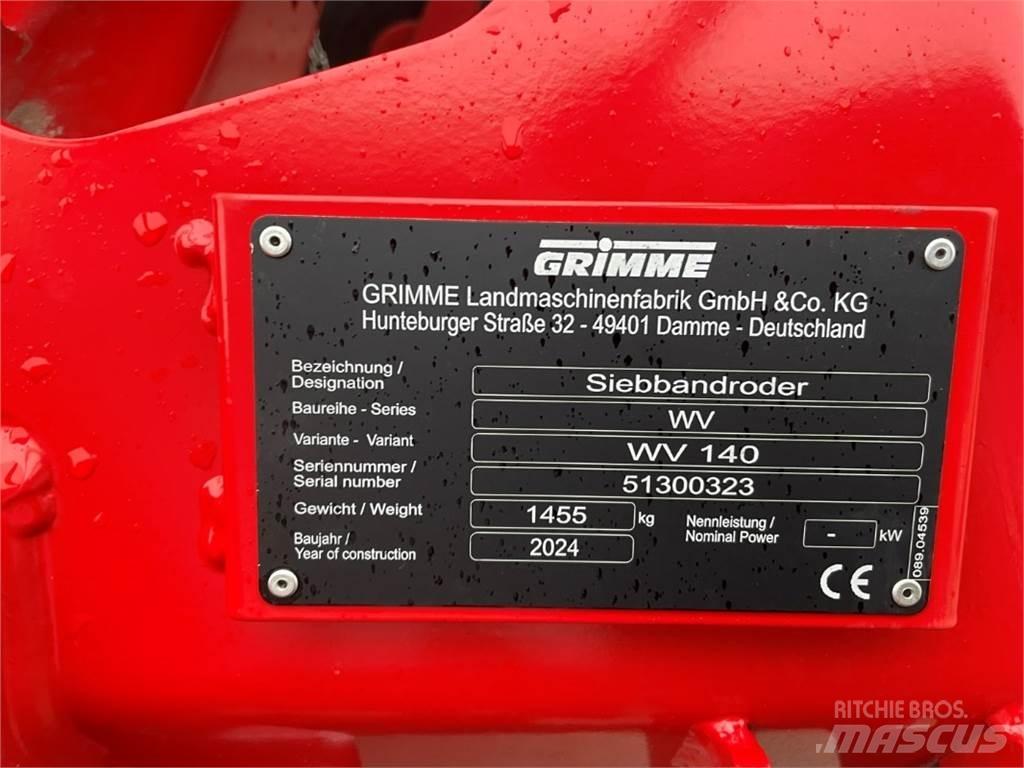 GRIMME
GRIMME Landmaschinenfabrik GmbH &Co. KG
Hunteburger Straße 32 - 49401 Damme - Deutschland
Bezeichnung /
Designation
Siebbandroder
Baureihe - Series
WV
Variante - Variant
WV 140
Seriennummer /
Serial number
51300323
Gewicht / Weight
1455 kg
Nennleistung /
Nominal Power
- kW
Baujahr /
Year of construction
2024
CE
089.04539
RITCHIE BROS.
MASCUS